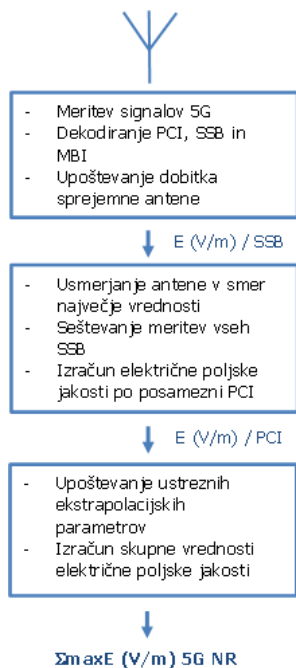 - Meritev signalov 5G
- Dekodiranje PCI, SSB in
MBI
- Upoštevanje dobitka
sprejemne antene
E (V/m) / SSB
- Usmerjanje antene v smer
največje vrednosti
- Seštevanje meritev vseh
SSB
- Izračun električne poljske
jakosti po posamezni PCI
E (V/m) / PCI
- Upoštevanje ustreznih
ekstrapolacijskih
parametrov
- Izračun skupne vrednosti
električne poljske jakosti
ΣmaxE (V/m) 5G NR